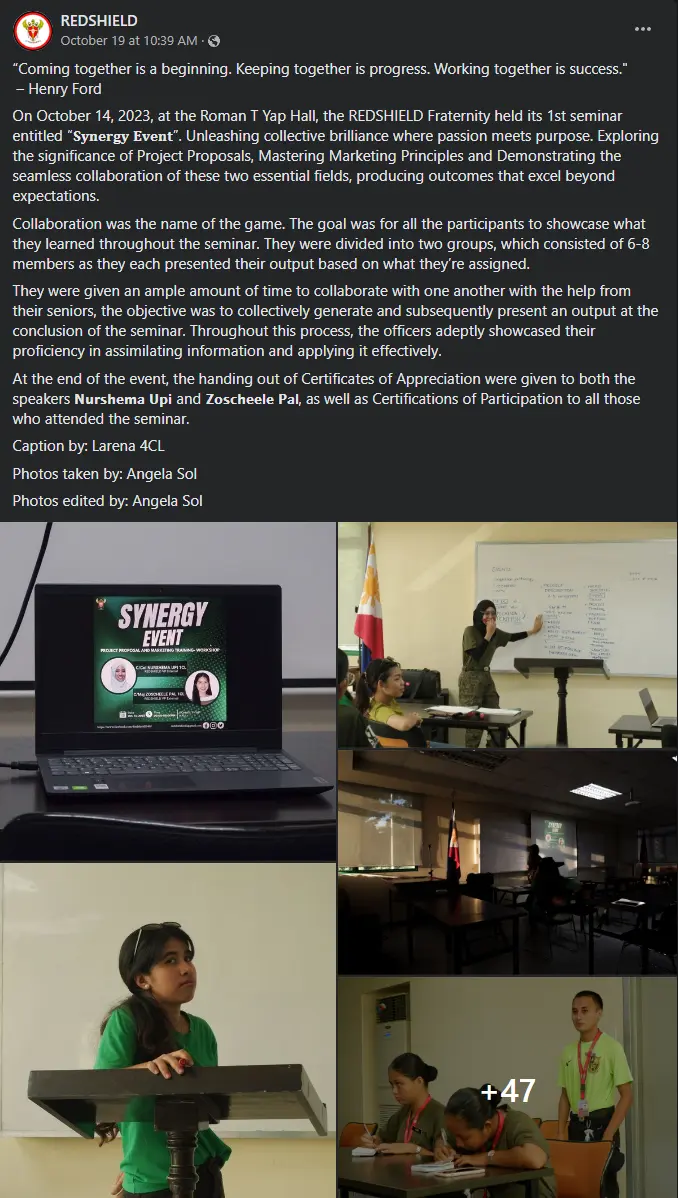 REDSHIELD
October 19 at 10:39 AM ·
“Coming together is a beginning. Keeping together is progress. Working together is success."
– Henry Ford
On October 14, 2023, at the Roman T Yap Hall, the REDSHIELD Fraternity held its 1st seminar
entitled “Synergy Event”. Unleashing collective brilliance where passion meets purpose. Exploring
the significance of Project Proposals, Mastering Marketing Principles and Demonstrating the
seamless collaboration of these two essential fields, producing outcomes that excel beyond
expectations.
Collaboration was the name of the game. The goal was for all the participants to showcase what
they learned throughout the seminar. They were divided into two groups, which consisted of 6-8
members as they each presented their output based on what they’re assigned.
They were given an ample amount of time to collaborate with one another with the help from
their seniors, the objective was to collectively generate and subsequently present an output at the
conclusion of the seminar. Throughout this process, the officers adeptly showcased their
proficiency in assimilating information and applying it effectively.
At the end of the event, the handing out of Certificates of Appreciation were given to both the
speakers Nurshema Upi and Zoscheele Pal, as well as Certifications of Participation to all those
who attended the seminar.
Caption by: Larena 4CL
Photos taken by: Angela Sol
Photos edited by: Angela Sol
SYNERGY
EVENT
PROJECT PROPOSAL AND MARKETING TRAINING- WORKSHOP
C/Col NURSHEMA UPI 1CL
C/Maj ZOSCHEELE PAL 1CL
SYNERGY
+47